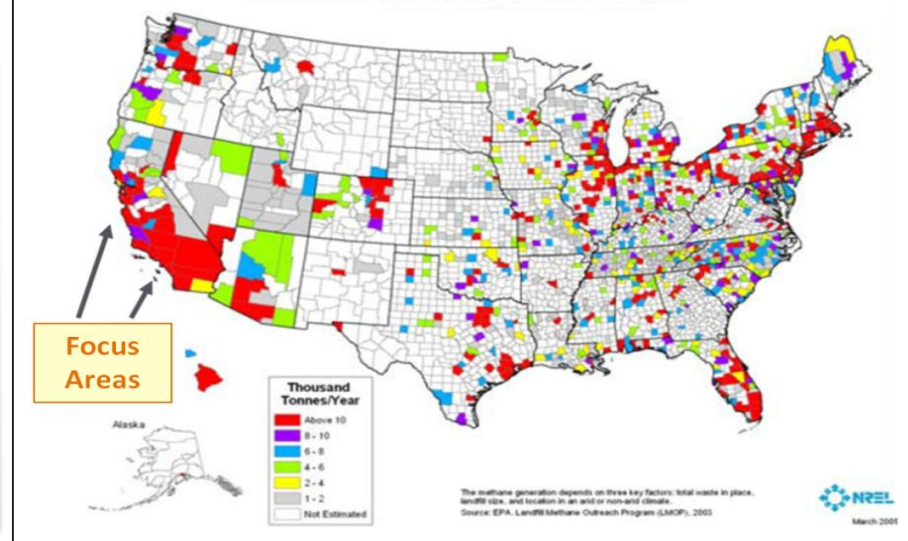 Focus
Areas
Alaska
Thousand
Tonnes/Year
Above 10
8 - 10
6 - 8
4 - 6
2 - 4
1 - 2
Not Estimated
The methane generation depends on three key factors: total waste in place,
landfill size, and location in an arid or non-arid climate.
Source: EPA, Landfill Methane Outreach Program (LMOP), 2003
NREL